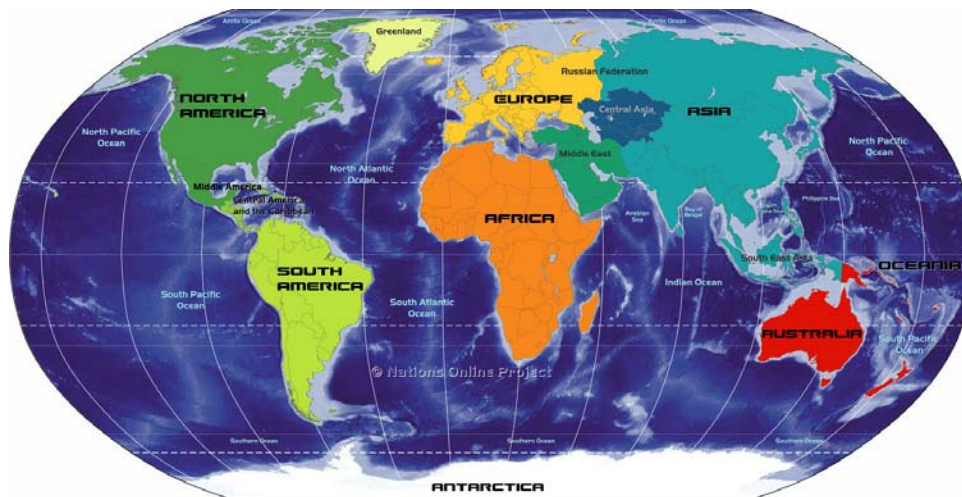 Arctic Ocean
Arctic Ocean
Greenland
Russian Federation
NORTH
AMERICA
EUROPE
Central Asia
ASIA
North Pacific
Ocean
North Pacific
Ocean
Middle East
North Atlantic
Ocean
Middle America
Central America
and the Caribbean
AFRICA
Arabian
Sea
Bay of
Bengal
Philippine Sea
SOUTH
AMERICA
South East Asia
OCEANIA
Indian Ocean
South Pacific
Ocean
South Atlantic
Ocean
AUSTRALIA
South Pacific
Ocean
© Nations Online Project
Southern Ocean
Southern Ocean
Southern Ocean
ANTARCTICA